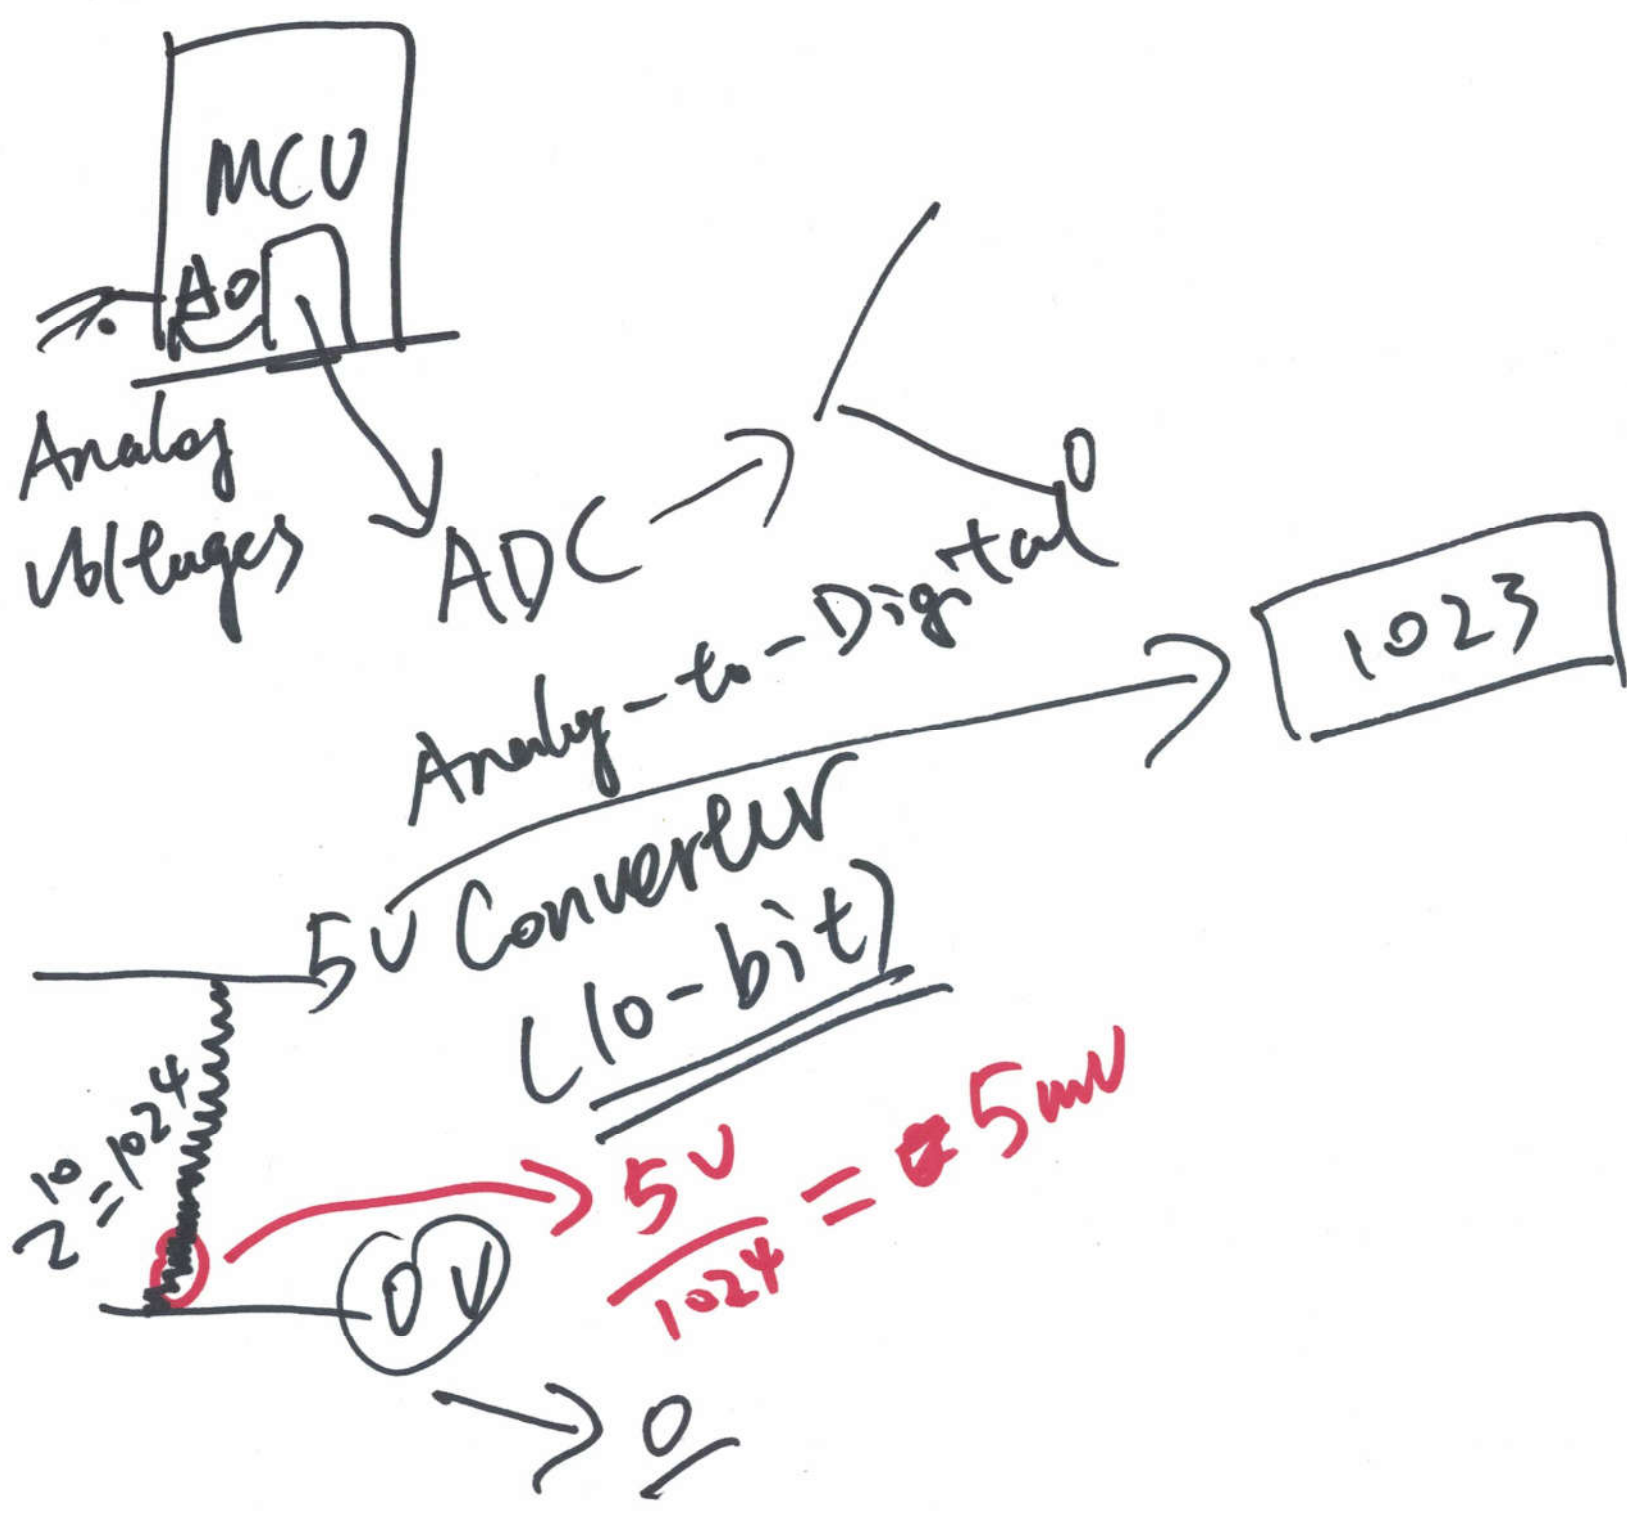 MCU
A0
Analog
Voltages
ADC
0
Analog-to-Digital
Converter
(10-bit)
1023
5V
2^10=1024
5V/1024 = 5mV
0V
0